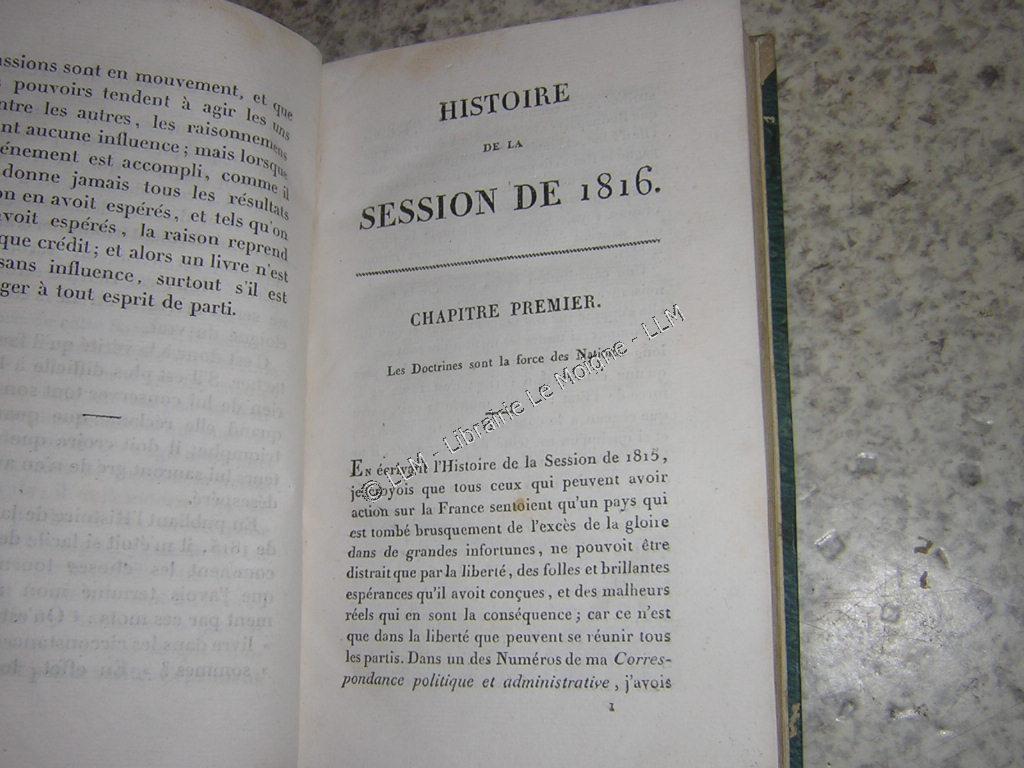 assions sont en mouvement, et que
pouvoirs tendent à agir les uns
ntre les autres, les raisonnemens
nt aucune influence ; mais lorsque
énement est accompli, comme il
donne jamais tous les résultats
on en avoit espérés, et tels qu'on
avoit espérés, la raison reprend
que crédit ; et alors un livre n'est
sans influence, surtout s'il est
ger à tout esprit de parti.
HISTOIRE
DE LA
SESSION DE 1816.
CHAPITRE PREMIER.
Les Doctrines sont la force des Nations.
© LLM - Librairie Le Moigne - LLM
EN écrivant l'Histoire de la Session de 1815,
je croyois que tous ceux qui peuvent avoir
action sur la France sentoient qu'un pays qui
est tombé brusquement de l'excès de la gloire
dans de grandes infortunes, ne pouvoit être
distrait que par la liberté, des folles et brillantes
espérances qu'il avoit conçues, et des malheurs
réels qui en sont la conséquence ; car ce n'est
que dans la liberté que peuvent se réunir tous
les partis. Dans un des Numéros de ma Corres-
pondance politique et administrative, j'avois
1